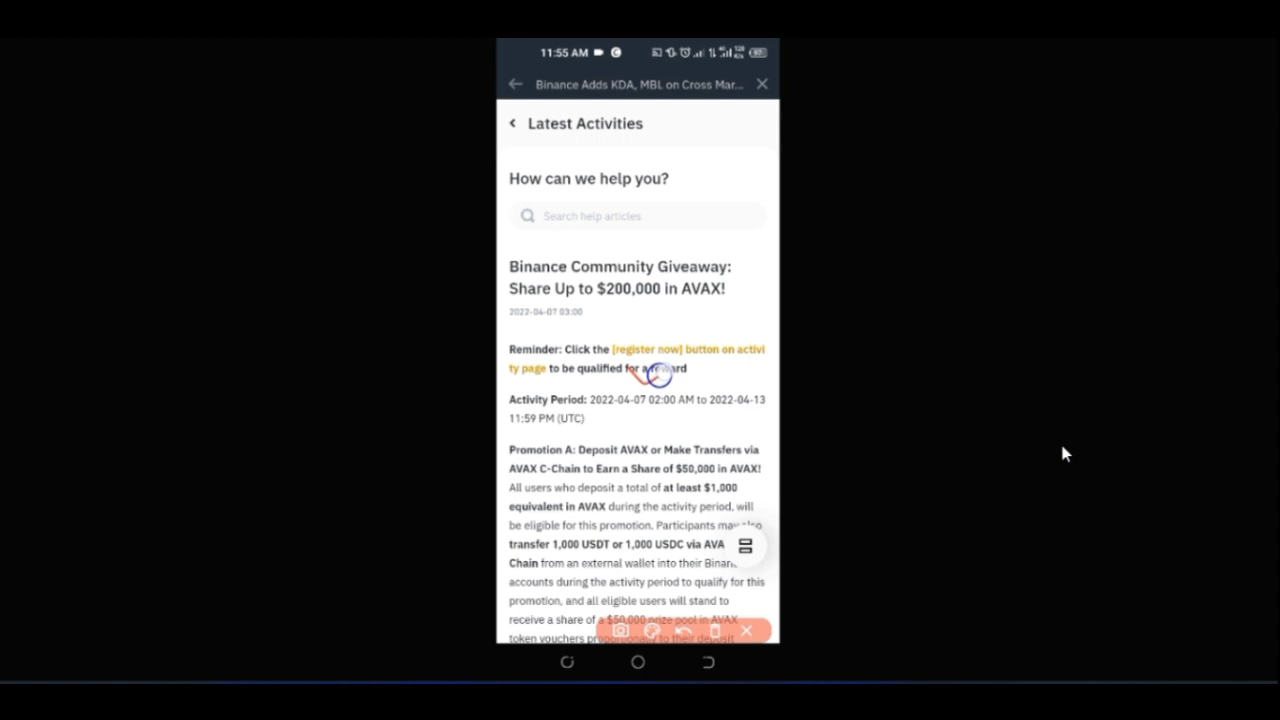 11:55 AM
Binance Adds KDA, MBL on Cross Mar...
Latest Activities
How can we help you?
Search help articles
Binance Community Giveaway:
Share Up to $200,000 in AVAX!
2022-04-07 03:00
Reminder: Click the [register now] button on activi
ty page to be qualified for a reward
Activity Period: 2022-04-07 02:00 AM to 2022-04-13
11:59 PM (UTC)
Promotion A: Deposit AVAX or Make Transfers via
AVAX C-Chain to Earn a Share of $50,000 in AVAX!
All users who deposit a total of at least $1,000
equivalent in AVAX during the activity period, will
be eligible for this promotion. Participants may also
transfer 1,000 USDT or 1,000 USDC via AVA
Chain from an external wallet into their Binan
accounts during the activity period to qualify for this
promotion, and all eligible users will stand to
receive a share of a $50,000 prize pool in AVAX
token vouchers proportionally to their deposit